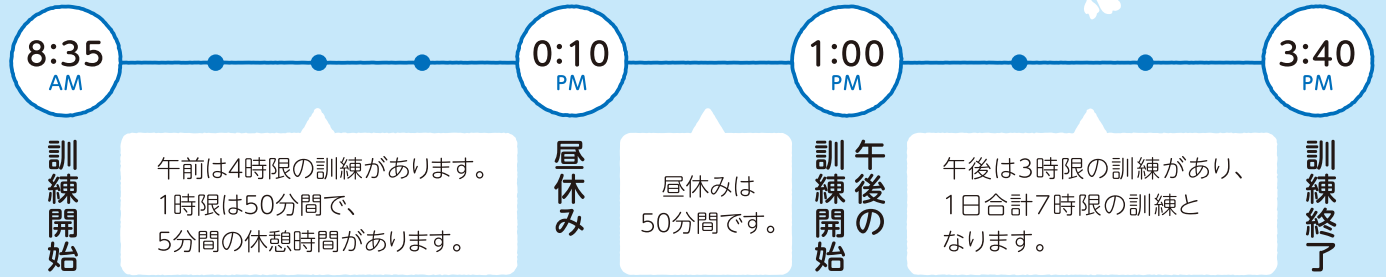 8:35
AM
訓練開始
午前は4時限の訓練があります。
1時限は50分間で、
5分間の休憩時間があります。
0:10
PM
昼休み
昼休みは
50分間です。
1:00
PM
午後の
訓練開始
午後は3時限の訓練があり、
1日合計7時限の訓練と
なります。
3:40
PM
訓練終了